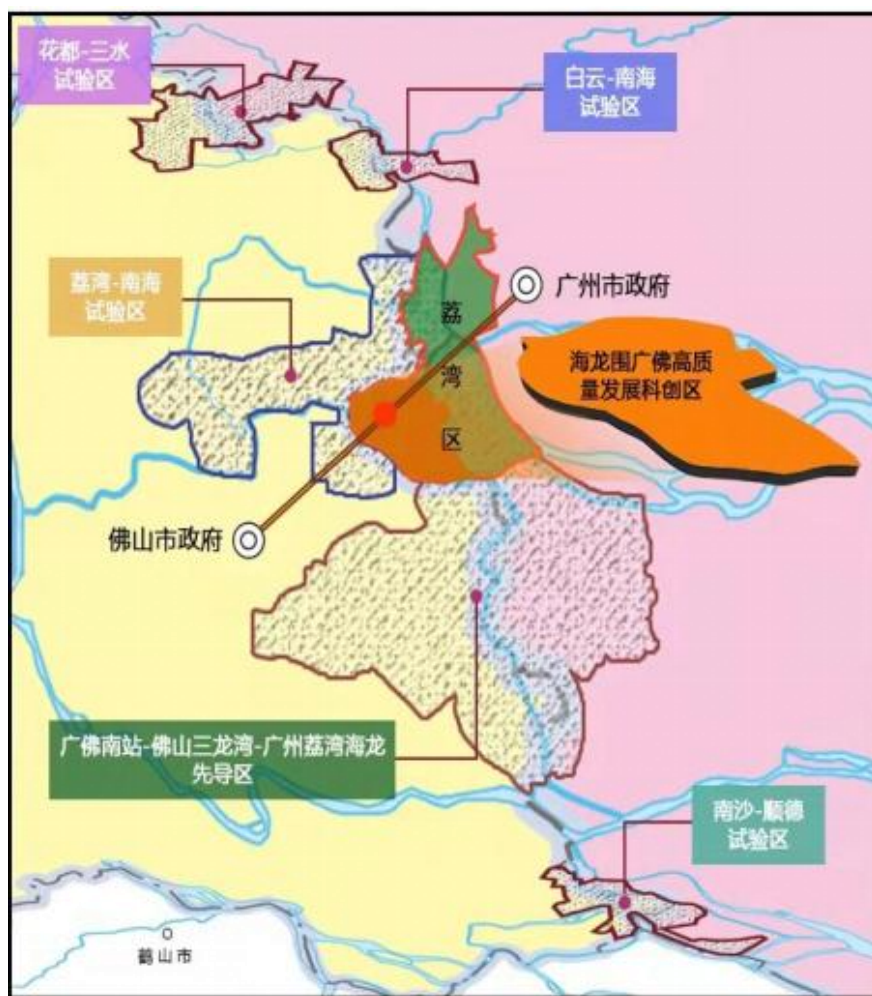 花都-三水
试验区
白云-南海
试验区
荔湾-南海
试验区
广州市政府
荔
湾
区
海龙围广佛高质
量发展科创区
佛山市政府
广佛南站-佛山三龙湾-广州荔湾海龙
先导区
南沙-顺德
试验区
鹤山市